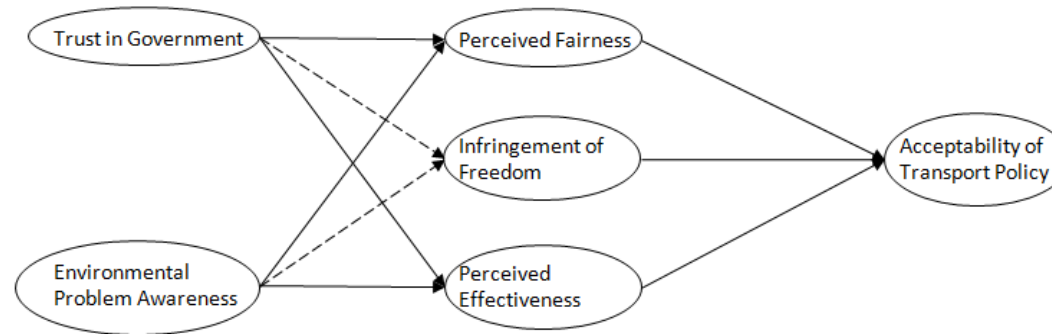 Trust in Government
Perceived Fairness
Infringement of
Freedom
Acceptability of
Transport Policy
Environmental
Problem Awareness
Perceived
Effectiveness